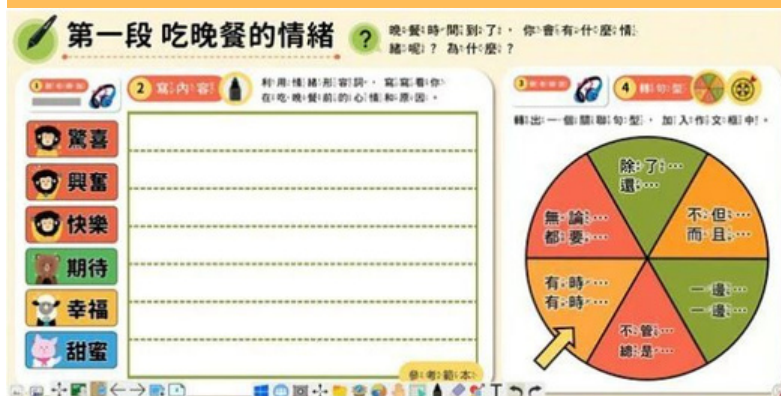 第一段 吃晚餐的情緒
?
晚餐時間到了，你會有什麼情
緒呢？為什麼？
1
2 寫內容
利用情緒形容詞，寫寫看你
在吃晚餐前的心情和原因。
驚喜
興奮
快樂
期待
幸福
甜蜜
參考範本
3
4 轉句型
轉出一個關聯句型，加入作文框中。
除了…
還…
不但…
而且…
一邊…
一邊…
不管…
總是…
有時…
有時…
無論…
都要…